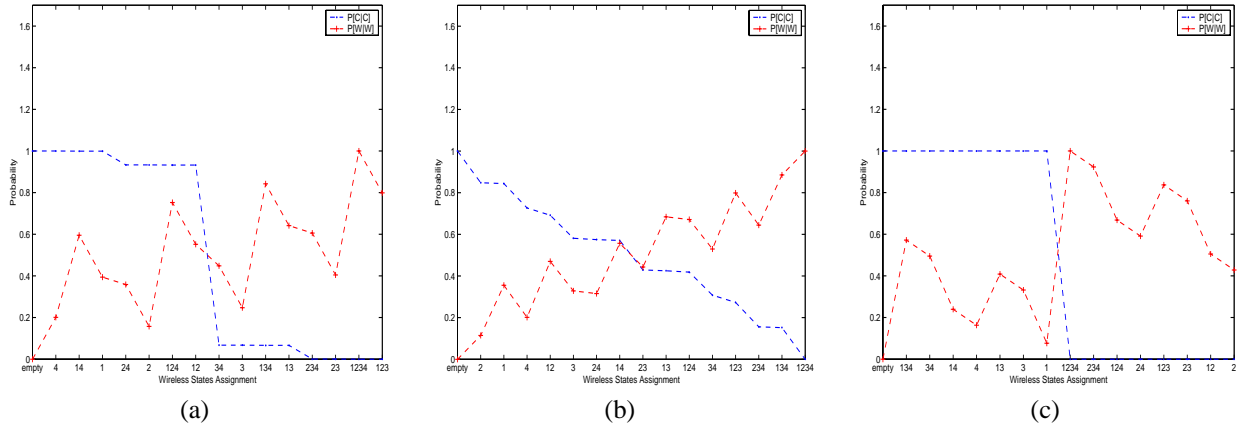 1.6
1.4
1.2
1
0.8
0.6
0.4
0.2
0
Probability
P[C|C]
P[W|W]
empty 4 14 1 24 2 124 12 34 3 134 13 234 23 1234 123
Wireless States Assignment
(a)
1.6
1.4
1.2
1
0.8
0.6
0.4
0.2
0
Probability
P[C|C]
P[W|W]
empty 2 1 4 12 3 24 14 23 13 124 34 123 234 134 1234
Wireless States Assignment
(b)
1.6
1.4
1.2
1
0.8
0.6
0.4
0.2
0
Probability
P[C|C]
P[W|W]
empty 134 34 14 4 13 3 1 1234 234 124 24 123 23 12 2
Wireless States Assignment
(c)